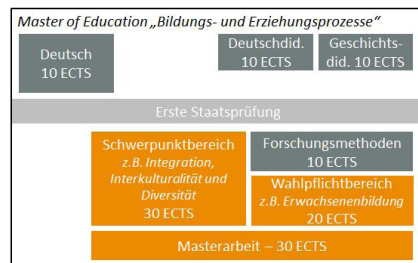 Master of Education „Bildungs- und Erziehungsprozesse“
Deutsch
10 ECTS
Deutschdid.
10 ECTS
Geschichts-
did. 10 ECTS
Erste Staatsprüfung
Schwerpunktbereich
z.B. Integration,
Interkulturalität und
Diversität
30 ECTS
Forschungsmethoden
10 ECTS
Wahlpflichtbereich
z.B. Erwachsenenbildung
20 ECTS
Masterarbeit – 30 ECTS